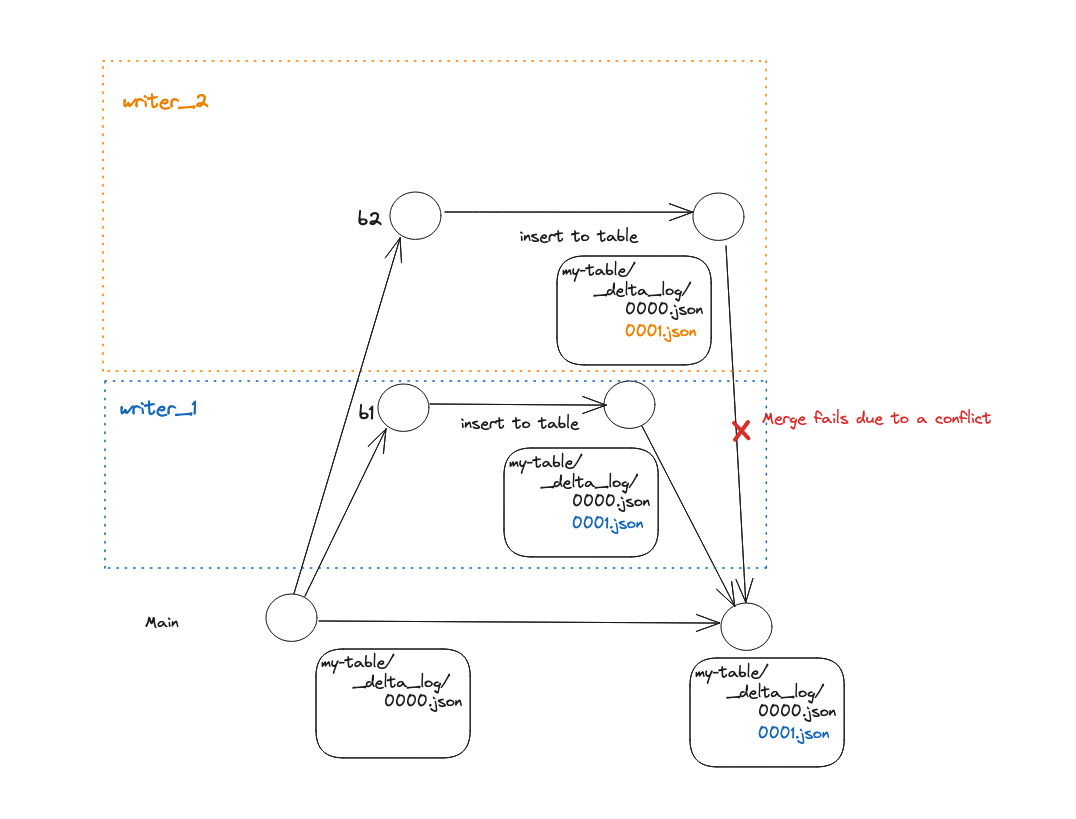 writer_2
b2
insert to table
my-table/
_delta_log/
0000.json
0001.json
writer_1
b1
insert to table
Merge fails due to a conflict
my-table/
_delta_log/
0000.json
0001.json
Main
my-table/
_delta_log/
0000.json
my-table/
_delta_log/
0000.json
0001.json